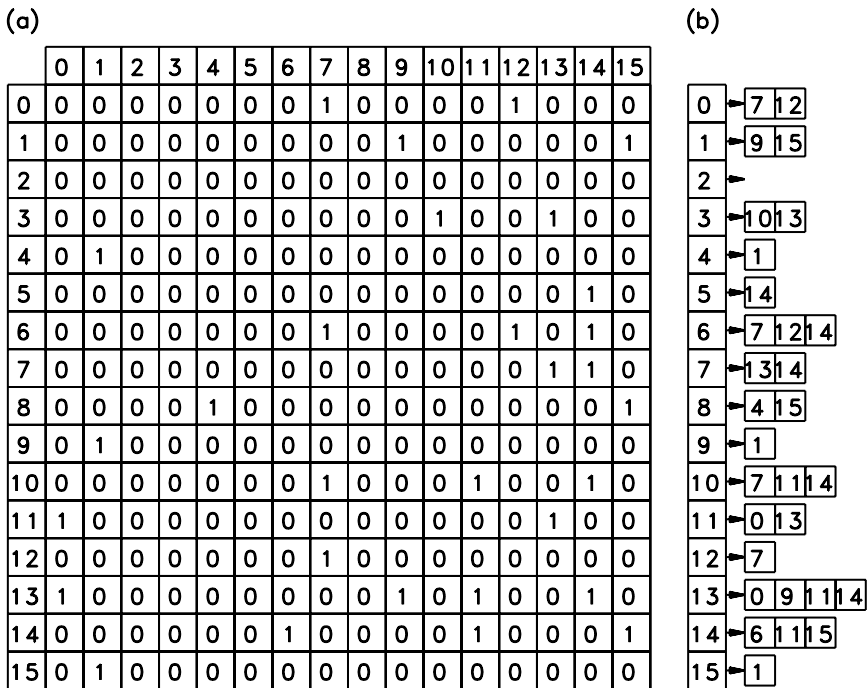 (a) (b)
0 1 2 3 4 5 6 7 8 9 10 11 12 13 14 15
0 0 0 0 0 0 0 0 1 0 0 0 0 1 0 0 0 0 7 12
1 0 0 0 0 0 0 0 0 0 1 0 0 0 0 0 1 1 9 15
2 0 0 0 0 0 0 0 0 0 0 0 0 0 0 0 0 2
3 0 0 0 0 0 0 0 0 0 0 1 0 0 1 0 0 3 10 13
4 0 1 0 0 0 0 0 0 0 0 0 0 0 0 0 0 4 1
5 0 0 0 0 0 0 0 0 0 0 0 0 0 0 1 0 5 14
6 0 0 0 0 0 0 0 1 0 0 0 0 1 0 1 0 6 7 12 14
7 0 0 0 0 0 0 0 0 0 0 0 0 0 1 1 0 7 13 14
8 0 0 0 0 1 0 0 0 0 0 0 0 0 0 0 1 8 4 15
9 0 1 0 0 0 0 0 0 0 0 0 0 0 0 0 0 9 1
10 0 0 0 0 0 0 0 1 0 0 0 1 0 0 1 0 10 7 11 14
11 1 0 0 0 0 0 0 0 0 0 0 0 0 1 0 0 11 0 13
12 0 0 0 0 0 0 0 1 0 0 0 0 0 0 0 0 12 7
13 1 0 0 0 0 0 0 0 0 1 0 1 0 0 1 0 13 0 9 11 14
14 0 0 0 0 0 0 1 0 0 0 0 1 0 0 0 1 14 6 11 15
15 0 1 0 0 0 0 0 0 0 0 0 0 0 0 0 0 15 1